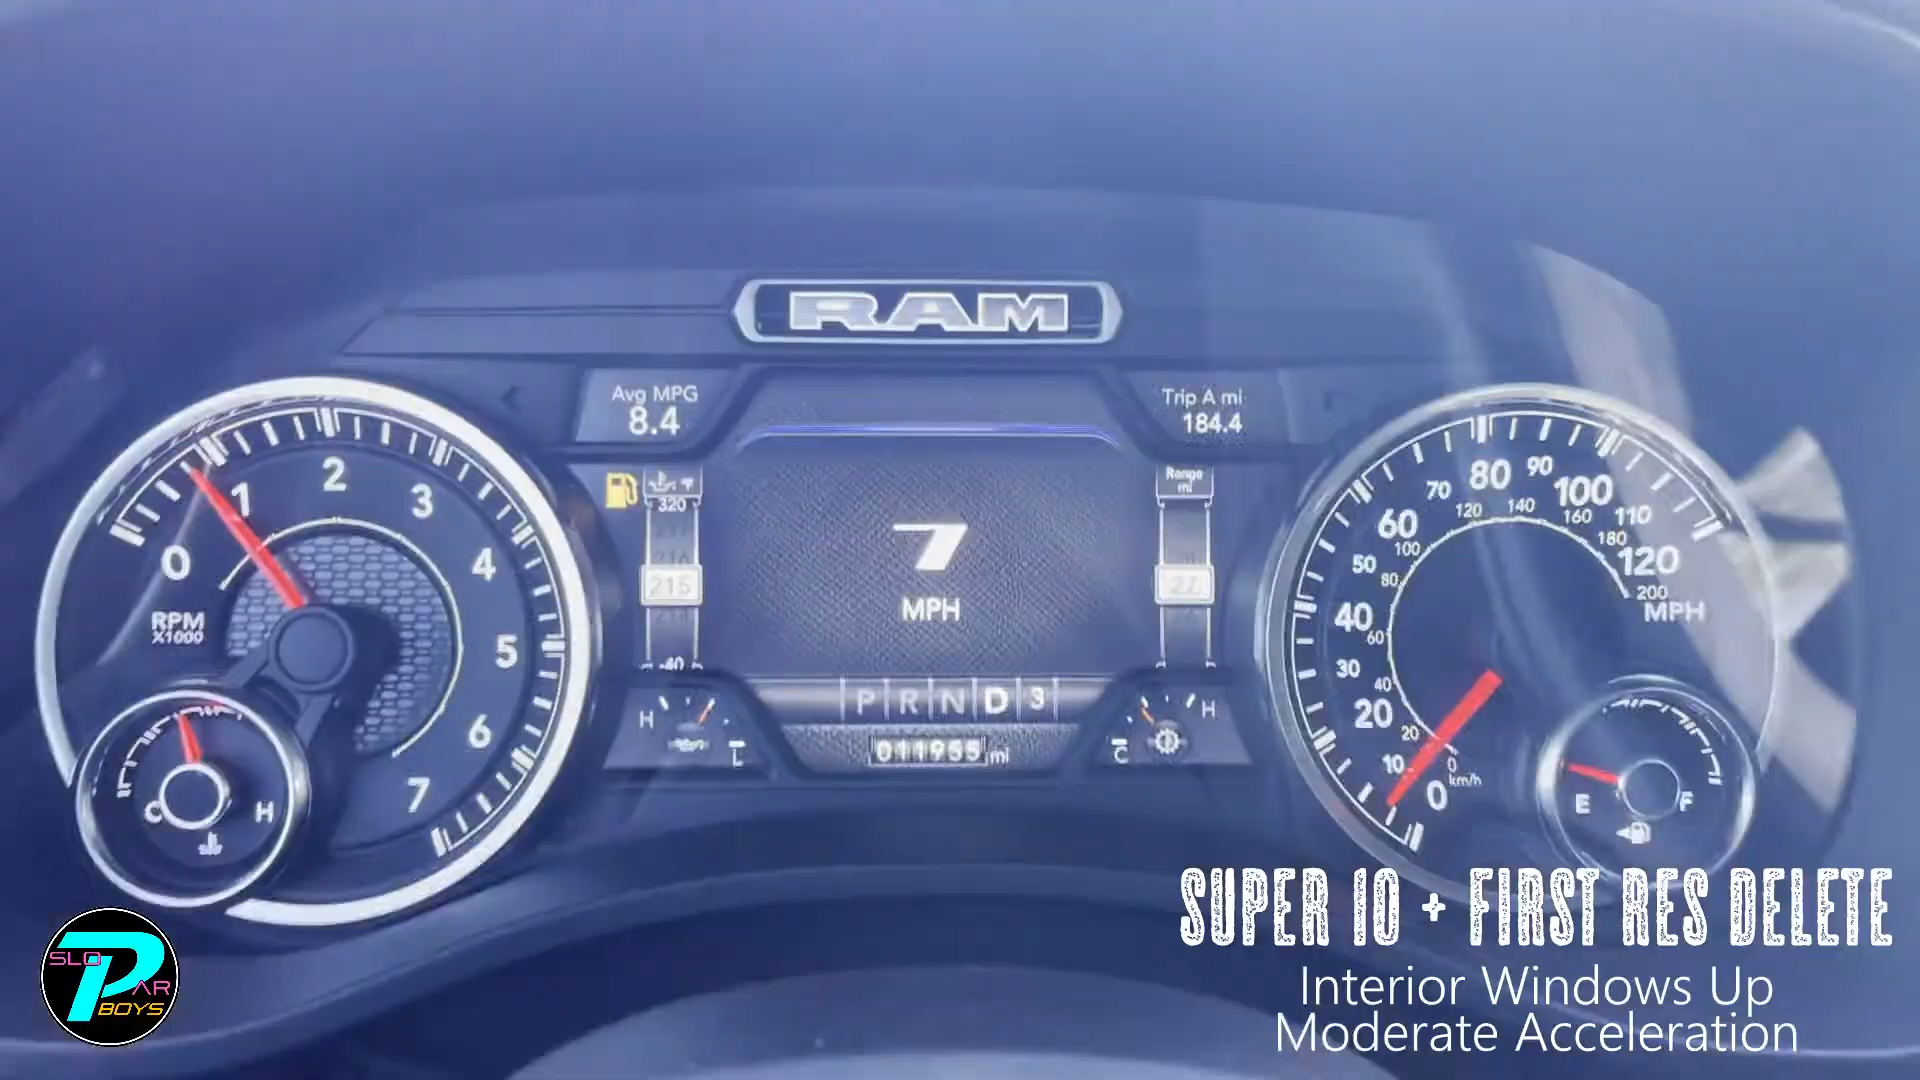 RAM
Avg MPG
8.4
Trip A mi
184.4
320
215
-40
Range
mi
7
MPH
P R N D 3
011955 mi
H
L
C
H
0
1
2
3
4
5
6
7
RPM
X1000
C
H
0
10
20
30
40
50
60
70
80
90
100
110
120
MPH
0
20
40
60
80
100
120
140
160
180
200
km/h
E
F
SUPER 10 + FIRST RES DELETE
Interior Windows Up
Moderate Acceleration
SLO
PAR
BOYS